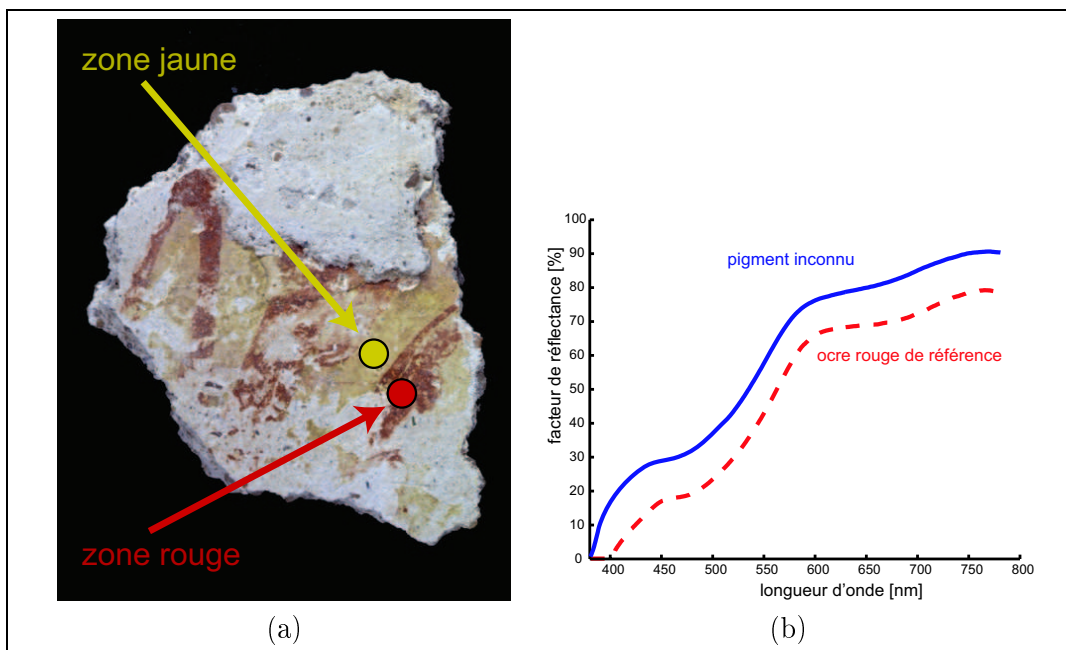 zone jaune
zone rouge
(a)
facteur de réflectance [%]
100
90
80
70
60
50
40
30
20
10
0
pigment inconnu
ocre rouge de référence
400 450 500 550 600 650 700 750 800
longueur d'onde [nm]
(b)